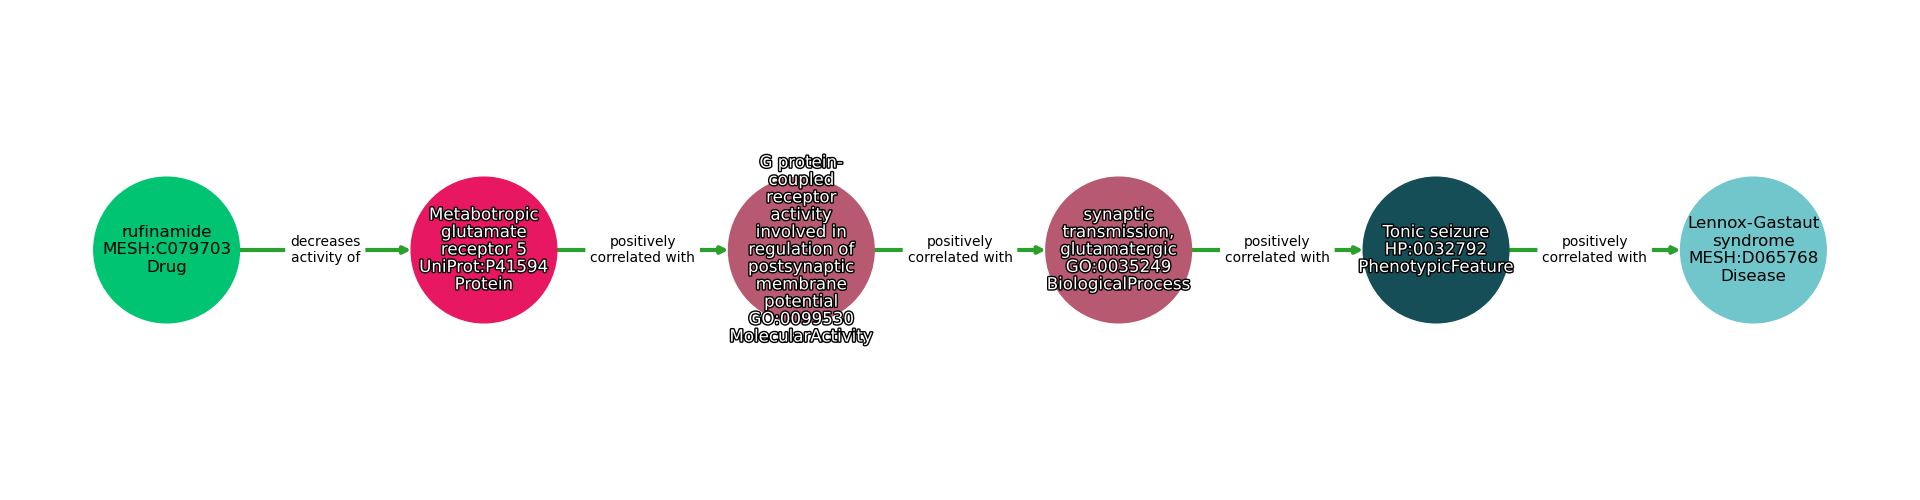 rufinamide
MESH:C079703
Drug
decreases
activity of
Metabotropic
glutamate
receptor 5
UniProt:P41594
Protein
positively
correlated with
G protein-
coupled
receptor
activity
involved in
regulation of
postsynaptic
membrane
potential
GO:0099530
MolecularActivity
positively
correlated with
synaptic
transmission,
glutamatergic
GO:0035249
BiologicalProcess
positively
correlated with
Tonic seizure
HP:0032792
PhenotypicFeature
positively
correlated with
Lennox-Gastaut
syndrome
MESH:D065768
Disease